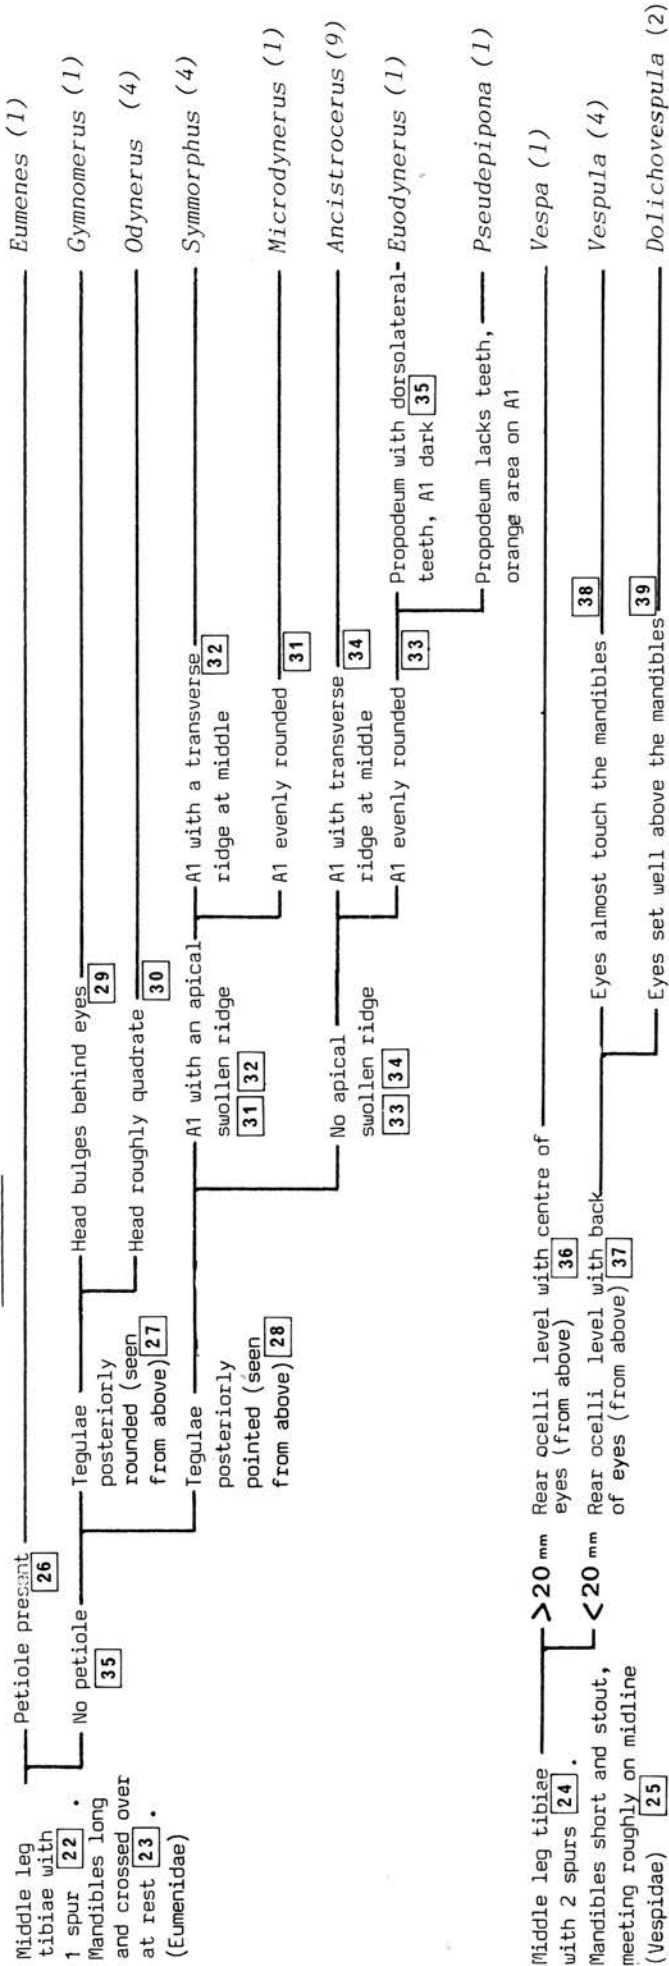 Middle leg
tibiae with
1 spur 22 .
Mandibles long
and crossed over
at rest 23 .
(Eumenidae)
Petiole present
26
Eumenes (1)
No petiole
35
Tegulae
posteriorly
rounded (seen
from above) 27
Head bulges behind eyes
29
Gymnomerus (1)
Head roughly quadrate
30
Odynerus (4)
Tegulae
posteriorly
pointed (seen
from above) 28
A1 with an apical
swollen ridge
31 32
A1 with a transverse
ridge at middle
32
Symmorphus (4)
A1 evenly rounded
31
Microdynerus (1)
No apical
swollen ridge
33 34
A1 with transverse
ridge at middle
34
Ancistrocerus (9)
A1 evenly rounded
33
Propodeum with dorsolateral
teeth, A1 dark 35
Euodynerus (1)
Propodeum lacks teeth,
orange area on A1
Pseudepipona (1)
Middle leg tibiae
with 2 spurs 24 .
Mandibles short and stout,
meeting roughly on midline
(Vespidae) 25
>20 mm Rear ocelli level with centre of
eyes (from above) 36
Vespa (1)
<20 mm Rear ocelli level with back
of eyes (from above) 37
Eyes almost touch the mandibles
38
Vespula (4)
Eyes set well above the mandibles
39
Dolichovespula (2)